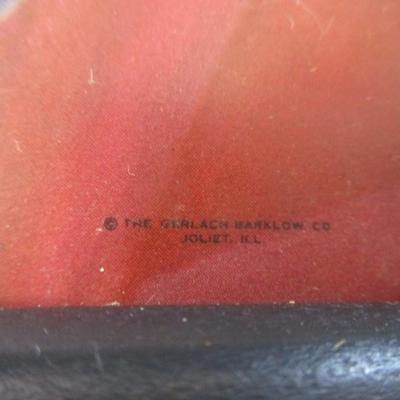 © THE GERLACH BARKLOW CO
JOLIET, ILL